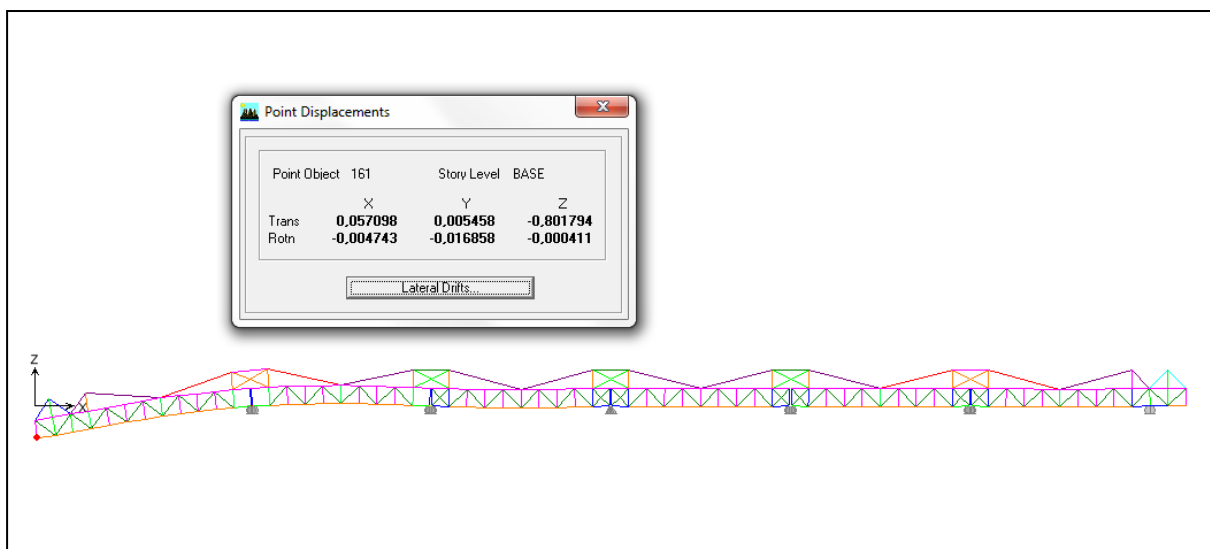 Point Displacements
Point Object 161 Story Level BASE
X Y Z
Trans 0,057098 0,005458 -0,801794
Rotn -0,004743 -0,016858 -0,000411
Lateral Drifts...
Z